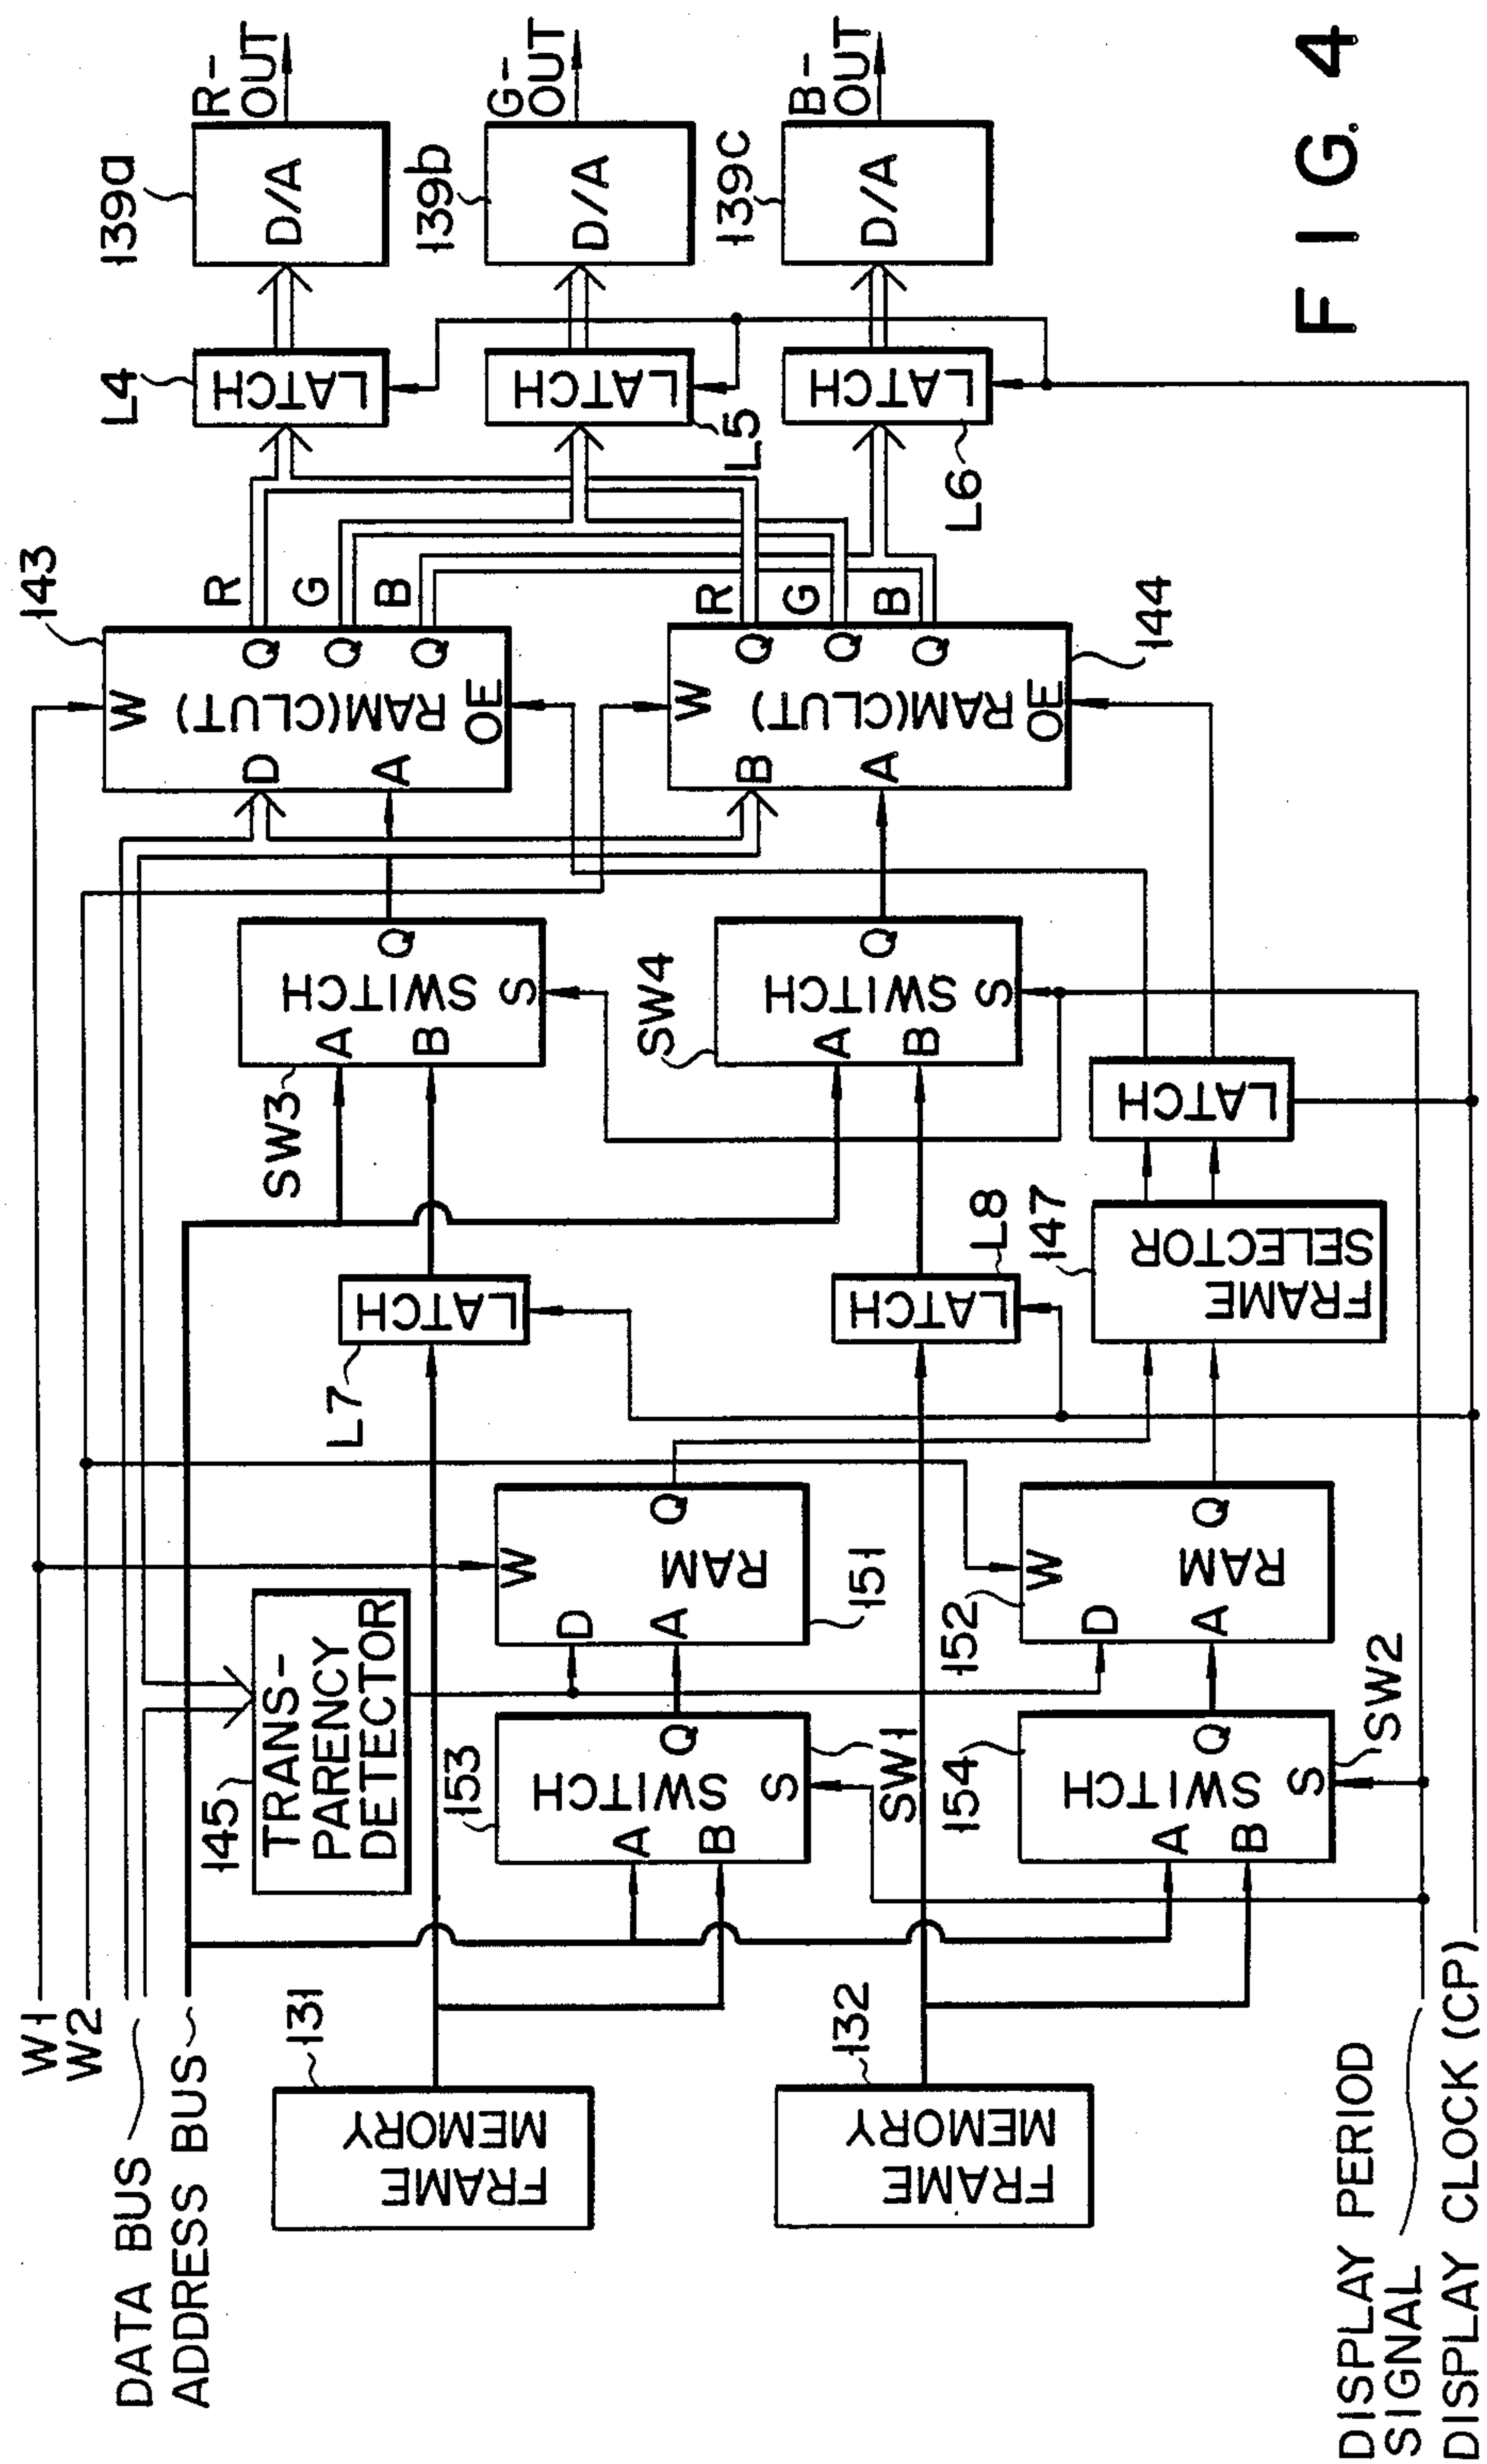 W1
W2
DATA BUS
ADDRESS BUS
FRAME
MEMORY
131
FRAME
MEMORY
132
145
TRANS-
PARENCY
DETECTOR
153
A
B
SWITCH
Q
S
SW1
154
A
B
SWITCH
Q
S
SW2
W
D
A
RAM
Q
151
152
W
D
A
RAM
Q
L7
LATCH
LATCH
L8
147
FRAME
SELECTOR
LATCH
SW3
A
B
SWITCH
Q
S
SW4
A
B
SWITCH
Q
S
143
W
D
A
RAM(CLUT)
OE
Q
Q
Q
R
G
B
W
B
A
RAM(CLUT)
OE
Q
Q
Q
R
G
B
144
L4
LATCH
LATCH
L5
LATCH
L6
139a
D/A
R-
OUT
139b
D/A
G-
OUT
139c
D/A
B-
OUT
DISPLAY PERIOD
SIGNAL
DISPLAY CLOCK (CP)
FIG. 4